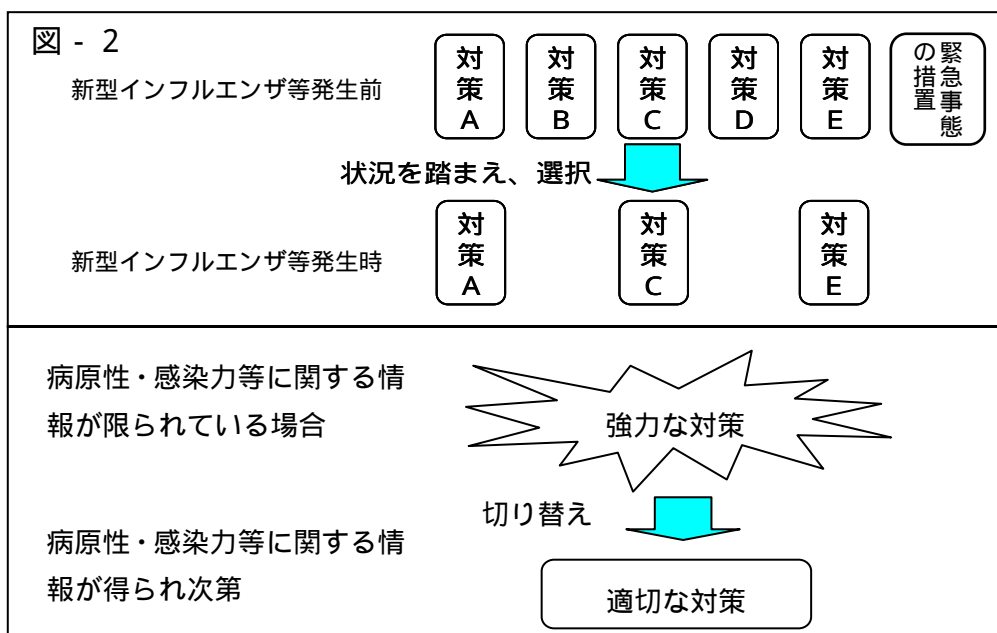 図 - 2
新型インフルエンザ等発生前
対策A
対策B
対策C
対策D
対策E
緊急事態
の措置
状況を踏まえ、選択
新型インフルエンザ等発生時
対策A
対策C
対策E
病原性・感染力等に関する情
報が限られている場合
強力な対策
切り替え
病原性・感染力等に関する情
報が得られ次第
適切な対策